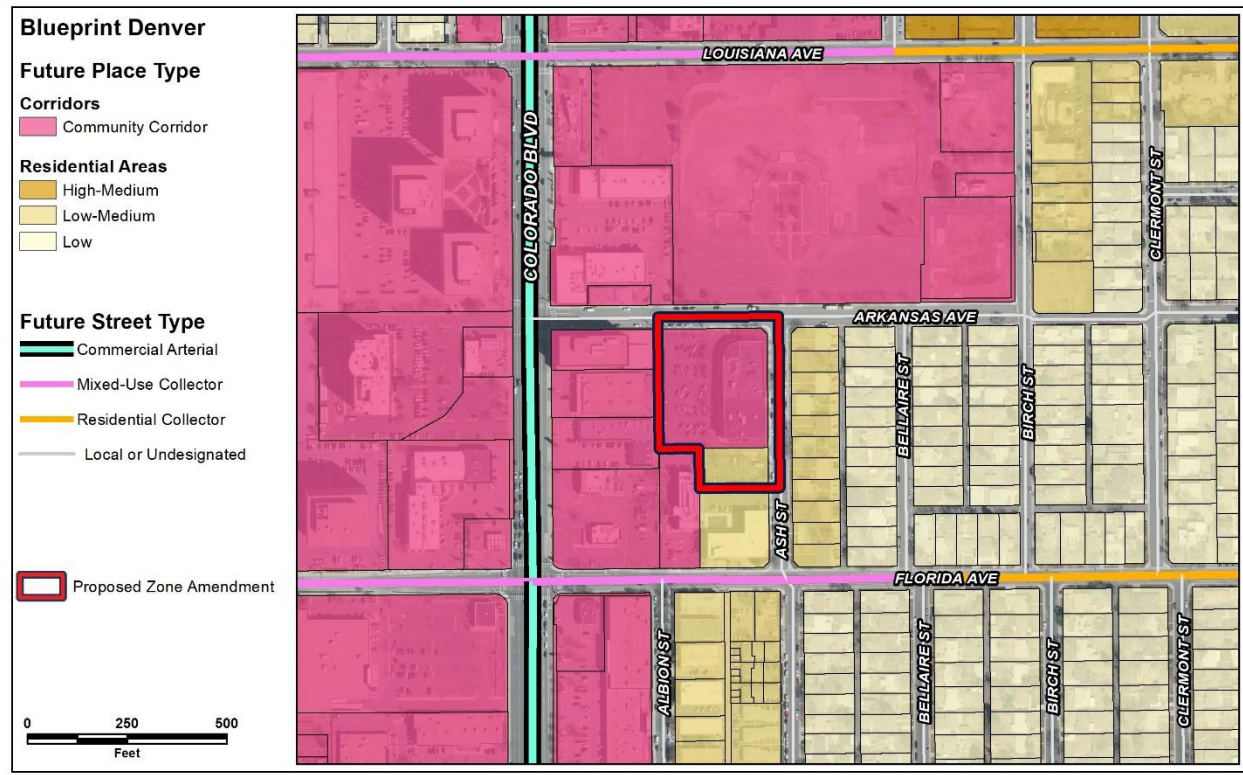 Blueprint Denver
Future Place Type
Corridors
Community Corridor
Residential Areas
High-Medium
Low-Medium
Low
Future Street Type
Commercial Arterial
Mixed-Use Collector
Residential Collector
Local or Undesignated
Proposed Zone Amendment
0 250 500
Feet
LOUISIANA AVE
COLORADO BLVD
CLERMONT ST
ARKANSAS AVE
BELLAIRE ST
BIRCH ST
ASH ST
FLORIDA AVE
ALBION ST
BELLAIRE ST
BIRCH ST
CLERMONT ST